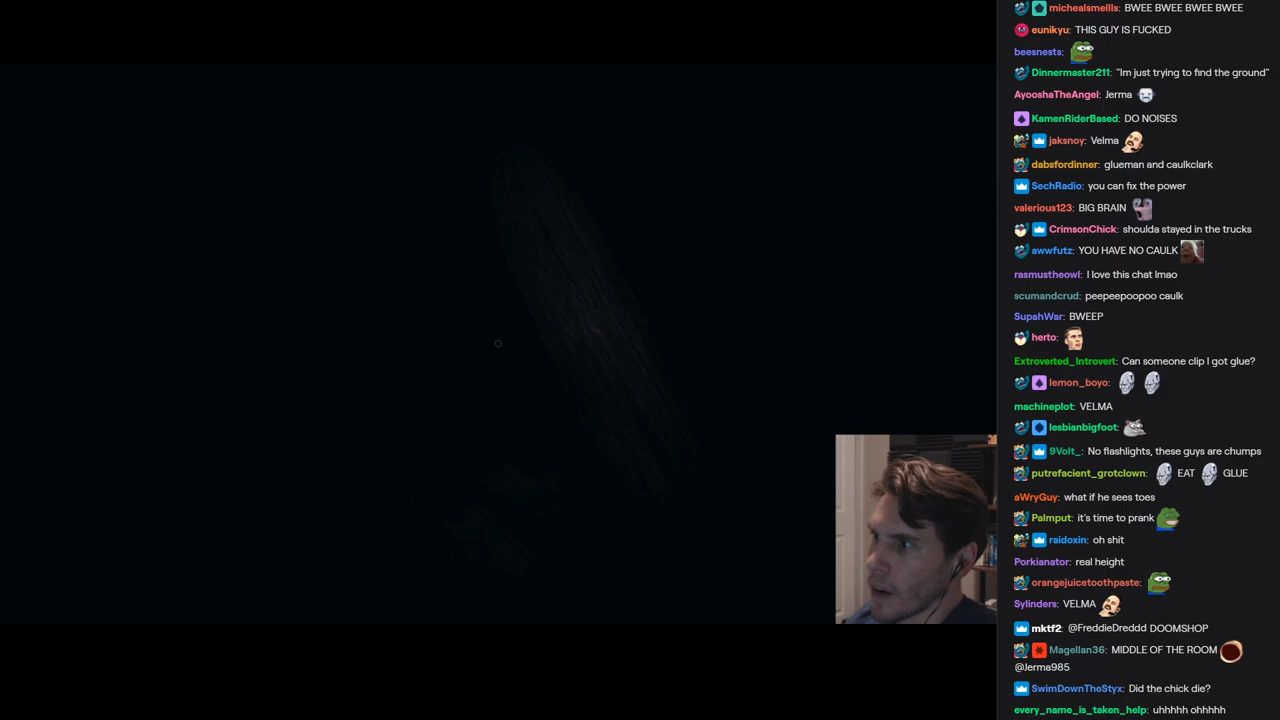 michealsmellls: BWEE BWEE BWEE BWEE
eunikyu: THIS GUY IS FUCKED
beesnests:
Dinnermaster211: "Im just trying to find the ground"
AyooshaTheAngel: Jerma
KamenRiderBased: DO NOISES
jaksnoy: Velma
dabsfordinner: glueman and caulkclark
SechRadio: you can fix the power
valerious123: BIG BRAIN
CrimsonChick: shoulda stayed in the trucks
awwfutz: YOU HAVE NO CAULK
rasmustheowl: I love this chat lmao
scumandcrud: peepeepoopoo caulk
SupahWar: BWEEP
herto:
Extroverted_Introvert: Can someone clip I got glue?
lemon_boyo:
machineplot: VELMA
lesbianbigfoot:
9Volt_: No flashlights, these guys are chumps
putrefacient_grotclown: EAT GLUE
aWryGuy: what if he sees toes
Palmput: it's time to prank
raidoxin: oh shit
Porkianator: real height
orangejuicetoothpaste:
Sylinders: VELMA
mktf2: @FreddieDreddd DOOMSHOP
Magellan36: MIDDLE OF THE ROOM
@Jerma985
SwimDownTheStyx: Did the chick die?
every_name_is_taken_help: uhhhhh ohhhhh